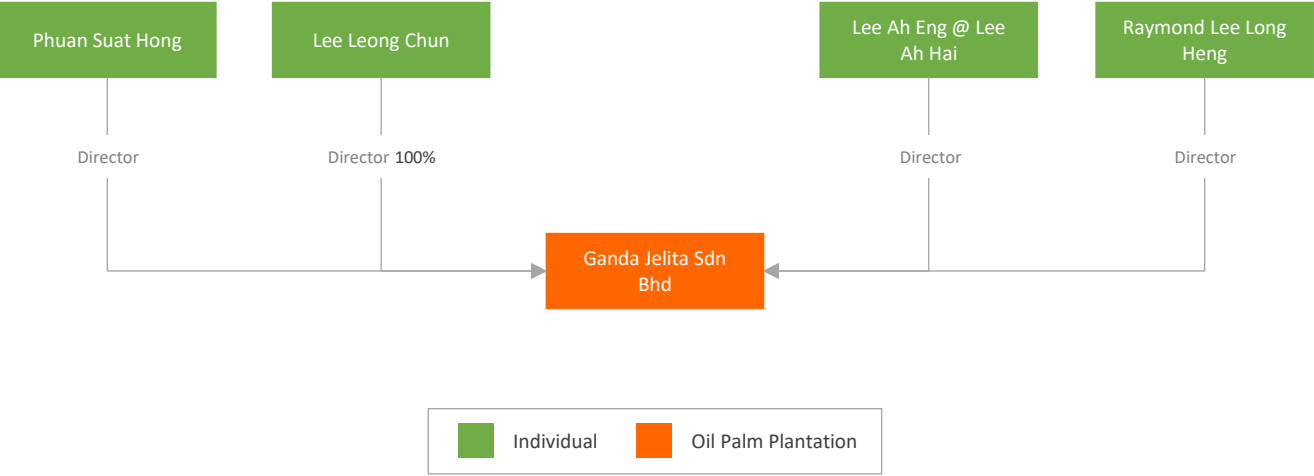 Phuan Suat Hong
Lee Leong Chun
Lee Ah Eng @ Lee
Ah Hai
Raymond Lee Long
Heng
Director
Director 100%
Director
Director
Ganda Jelita Sdn
Bhd
Individual
Oil Palm Plantation